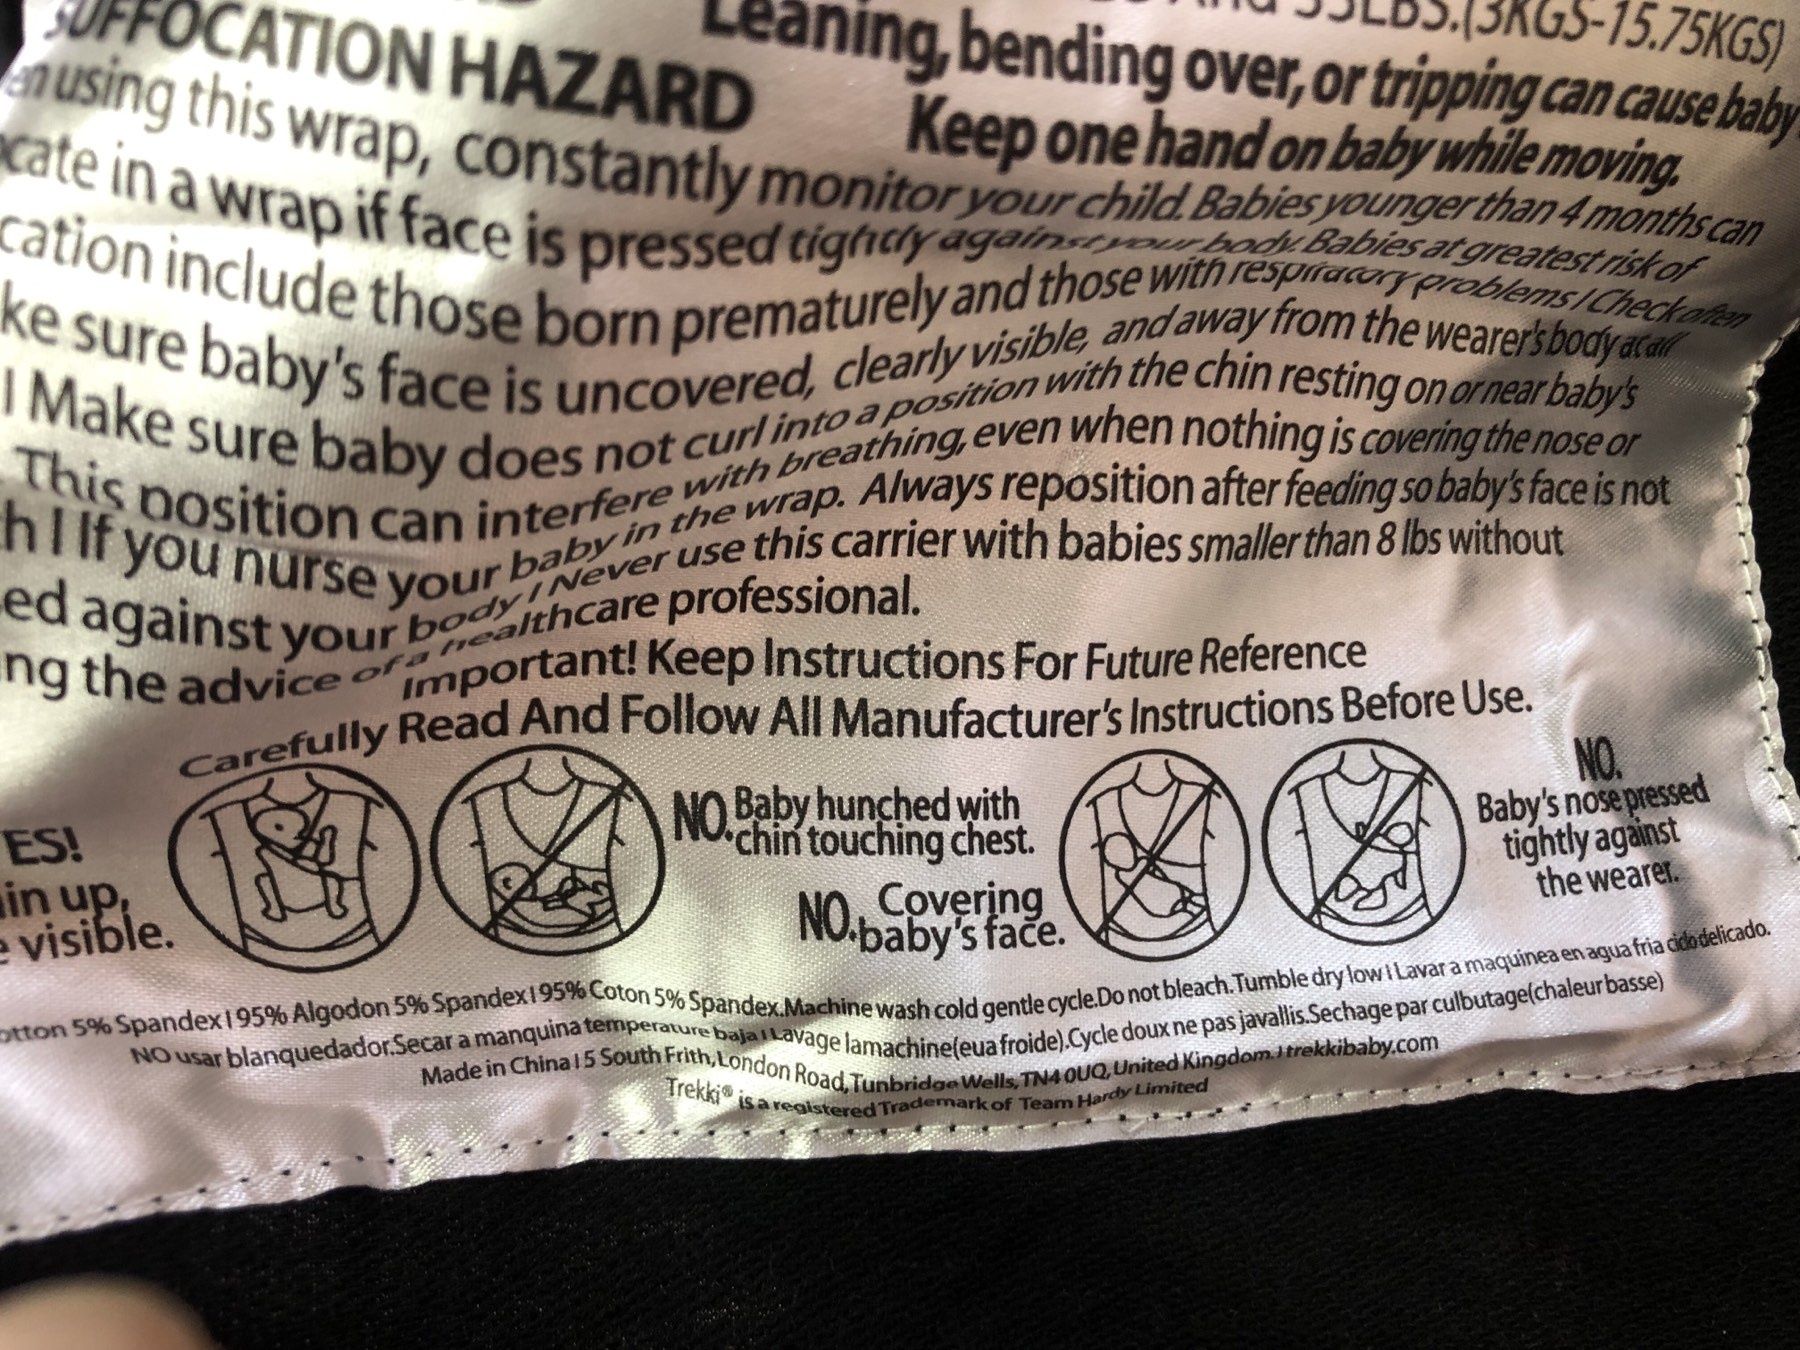 SUFFOCATION HAZARD
35LBS.(3KGS-15.75KGS)
Leaning, bending over, or tripping can cause baby
Keep one hand on baby while moving.
using this wrap, constantly monitor your child. Babies younger than 4 months can
in a wrap if face is pressed tightly against your body. Babies at greatest risk of
include those born prematurely and those with respiratory problems | Check often
sure baby's face is uncovered, clearly visible, and away from the wearer's body at all
| Make sure baby does not curl into a position with the chin resting on or near baby's
This position can interfere with breathing, even when nothing is covering the nose or
| If you nurse your baby in the wrap. Always reposition after feeding so baby's face is not
against your body | Never use this carrier with babies smaller than 8 lbs without
the advice of a healthcare professional.
Important! Keep Instructions For Future Reference
Carefully Read And Follow All Manufacturer's Instructions Before Use.
ES!
in up,
visible.
NO. Baby hunched with
chin touching chest.
NO. Covering
baby's face.
NO.
Baby's nose pressed
tightly against
the wearer.
otton 5% Spandex | 95% Algodon 5% Spandex | 95% Coton 5% Spandex.Machine wash cold gentle cycle.Do not bleach.Tumble dry low | Lavar a maquinea en agua fria ciclo delicado.
NO usar blanquedador.Secar a manquina temperature baja | Lavage lamachine(eua froide).Cycle doux ne pas javallis.Sechage par culbutage(chaleur basse)
Made in China | 5 South Frith, London Road, Tunbridge Wells, TN4 0UQ, United Kingdom. | trekkibaby.com
Trekki® is a registered Trademark of Team Hardy Limited